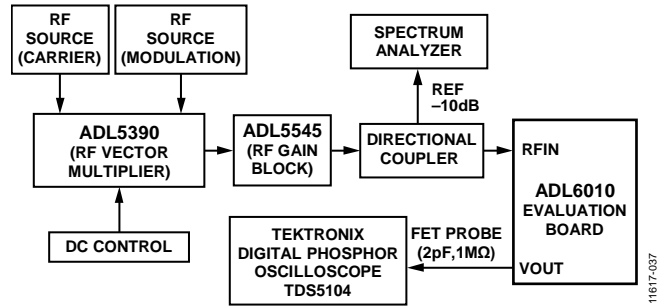 RF
SOURCE
(CARRIER)
RF
SOURCE
(MODULATION)
SPECTRUM
ANALYZER
REF
–10dB
ADL5390
(RF VECTOR
MULTIPLIER)
ADL5545
(RF GAIN
BLOCK)
DIRECTIONAL
COUPLER
RFIN
ADL6010
EVALUATION
BOARD
VOUT
DC CONTROL
TEKTRONIX
DIGITAL PHOSPHOR
OSCILLOSCOPE
TDS5104
FET PROBE
(2pF,1MΩ)
11617-037